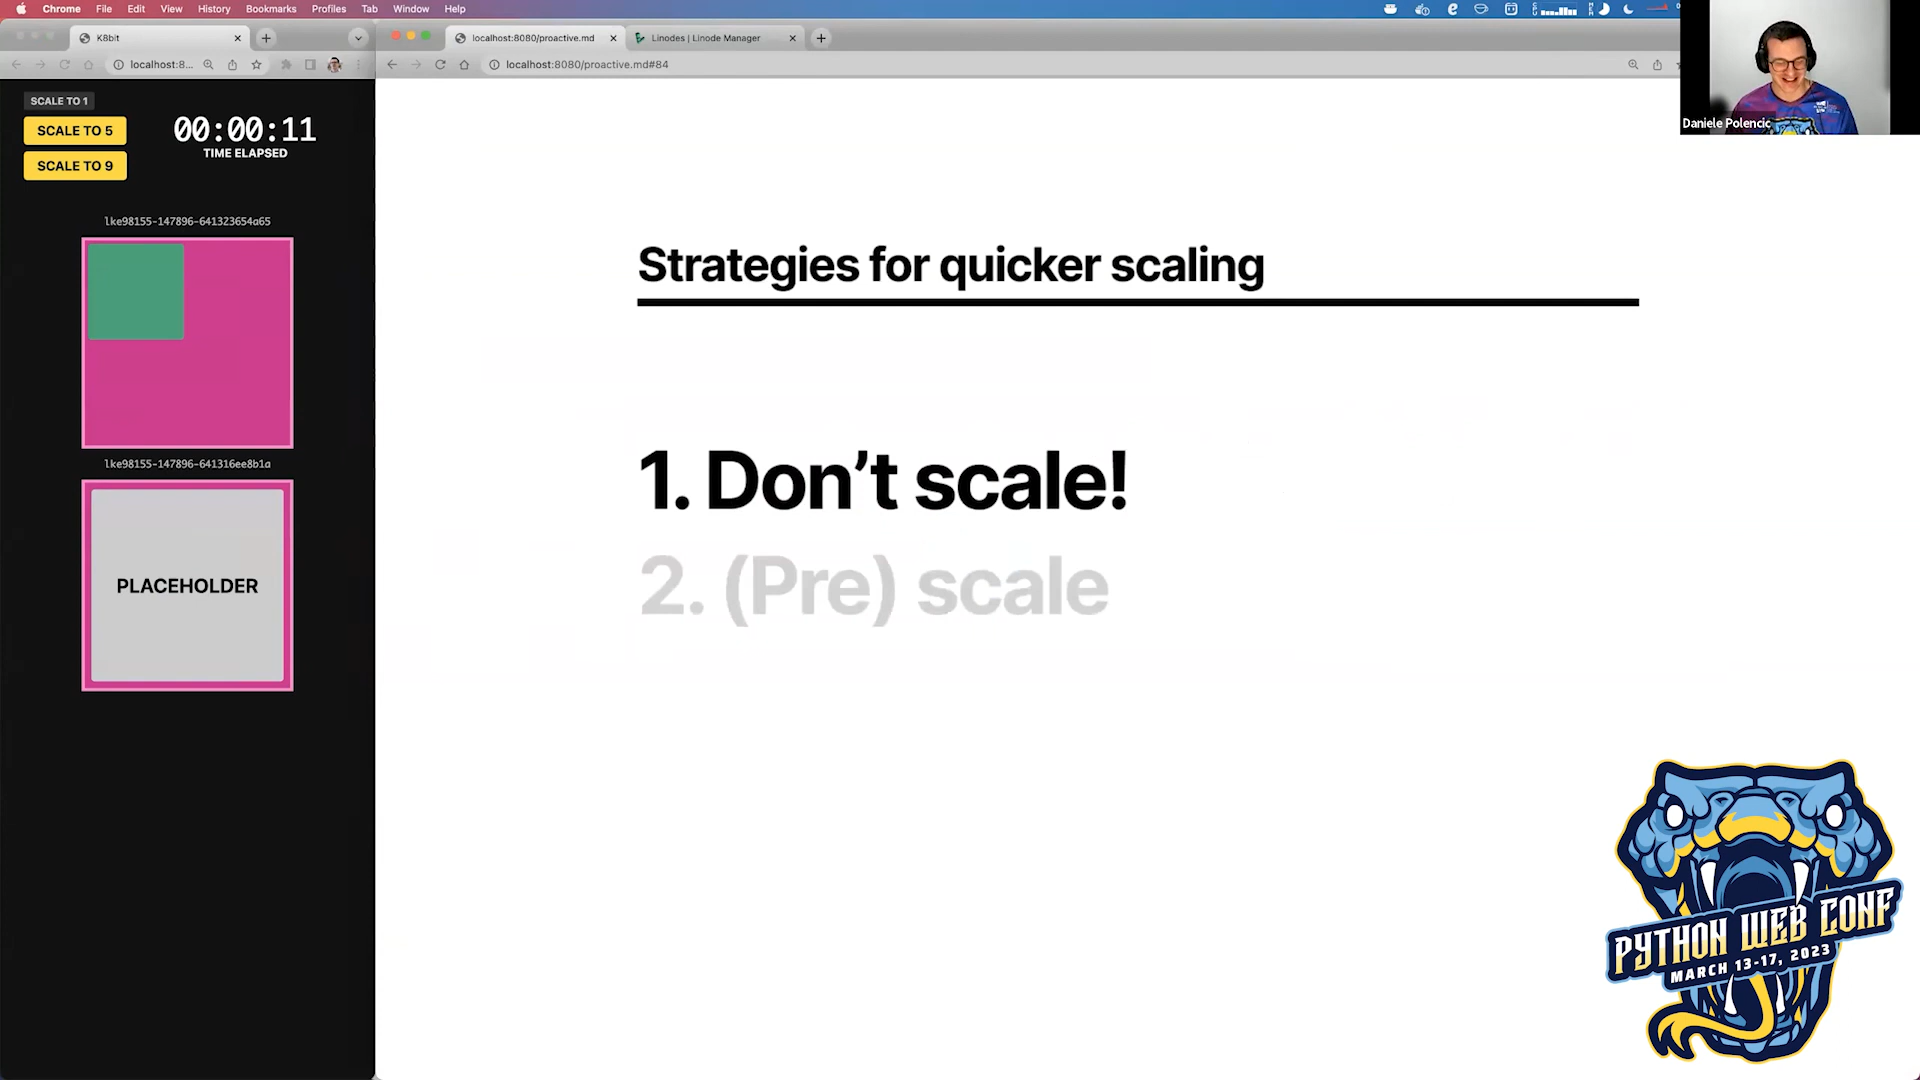 Chrome File Edit View History Bookmarks Profiles Tab Window Help
K8bit
localhost:8080/proactive.md
Linodes | Linode Manager
localhost:8...
localhost:8080/proactive.md#84
SCALE TO 1
SCALE TO 5
SCALE TO 9
00:00:11
TIME ELAPSED
lke98155-147896-641323654a65
lke98155-147896-641316ee8b1a
PLACEHOLDER
Strategies for quicker scaling
1. Don’t scale!
2. (Pre) scale
Daniele Polencic
PYTHON WEB CONF
MARCH 13-17, 2023